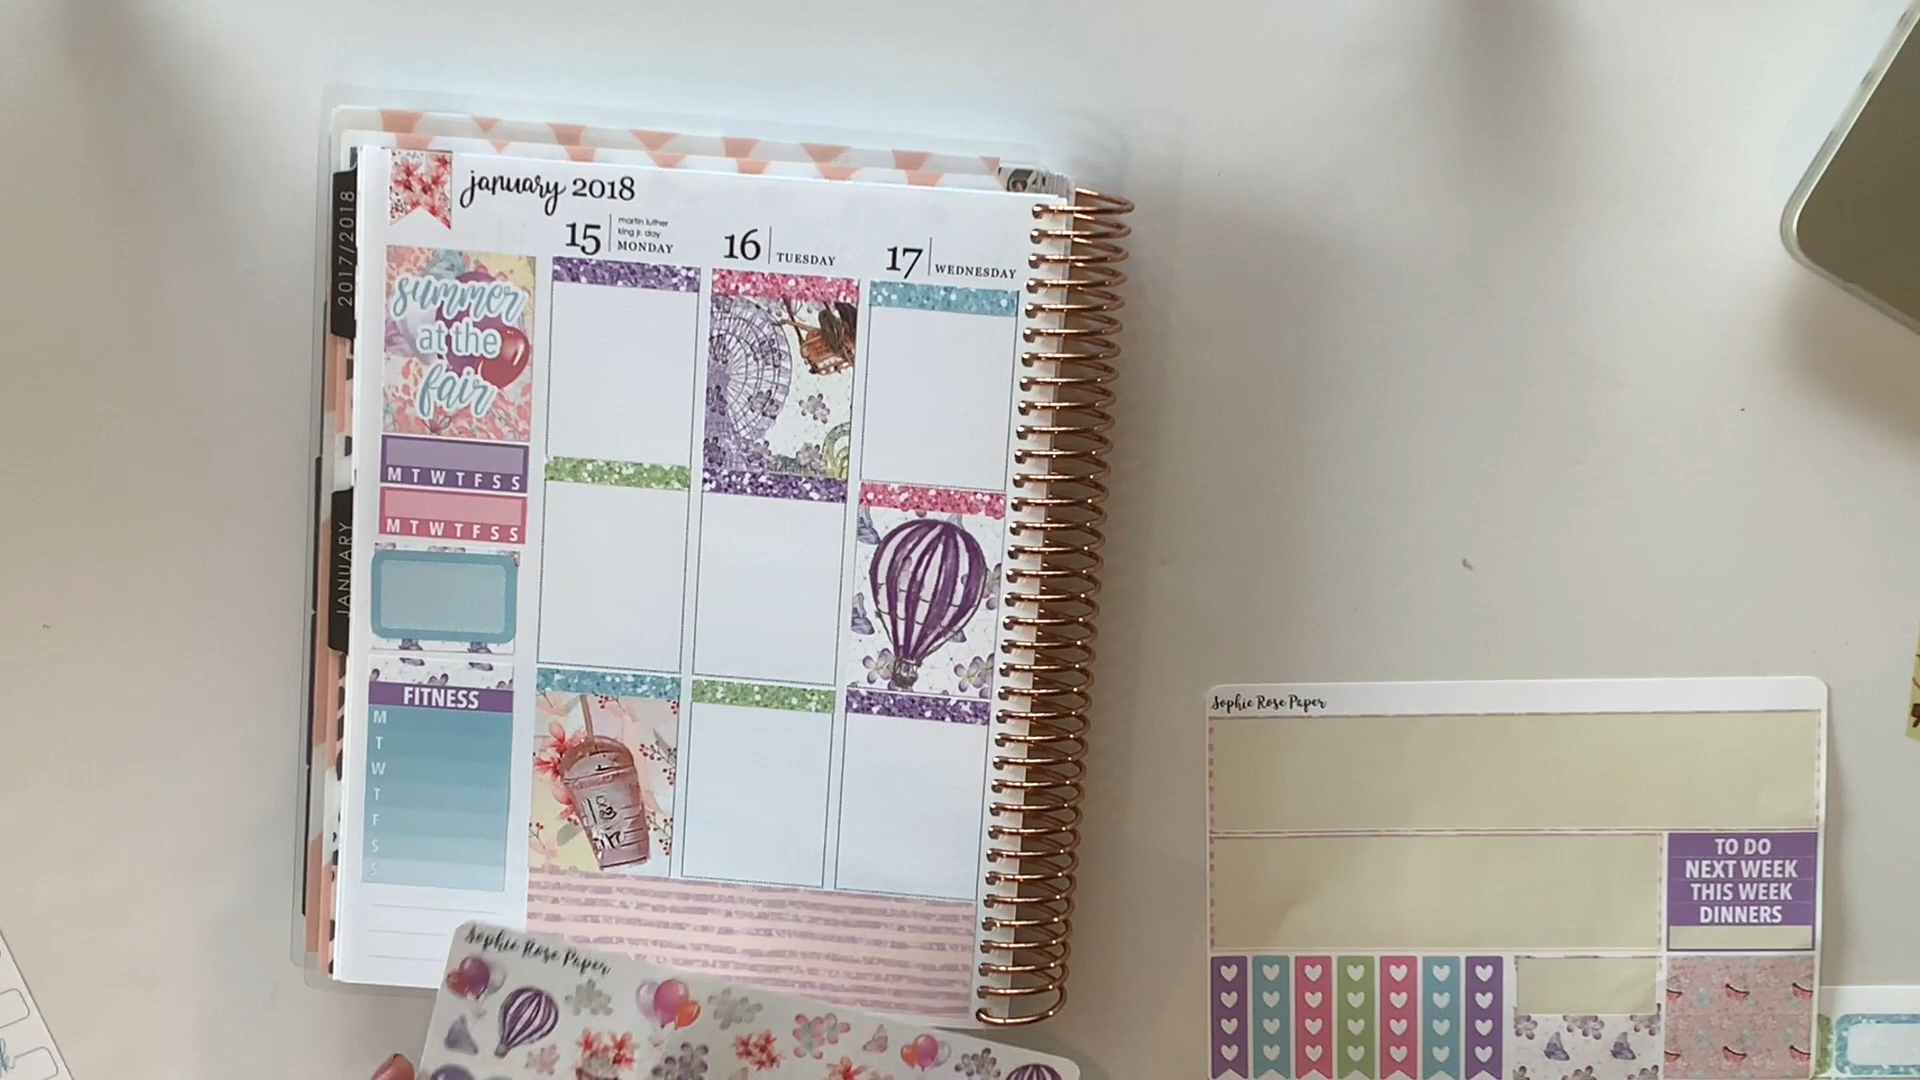 january 2018
2017/2018
JANUARY
15
martin luther
king jr. day
MONDAY
16 TUESDAY
17 WEDNESDAY
summer
at the
fair
M T W T F S S
M T W T F S S
FITNESS
M
T
W
T
F
S
S
Sophie Rose Paper
Sophie Rose Paper
TO DO
NEXT WEEK
THIS WEEK
DINNERS